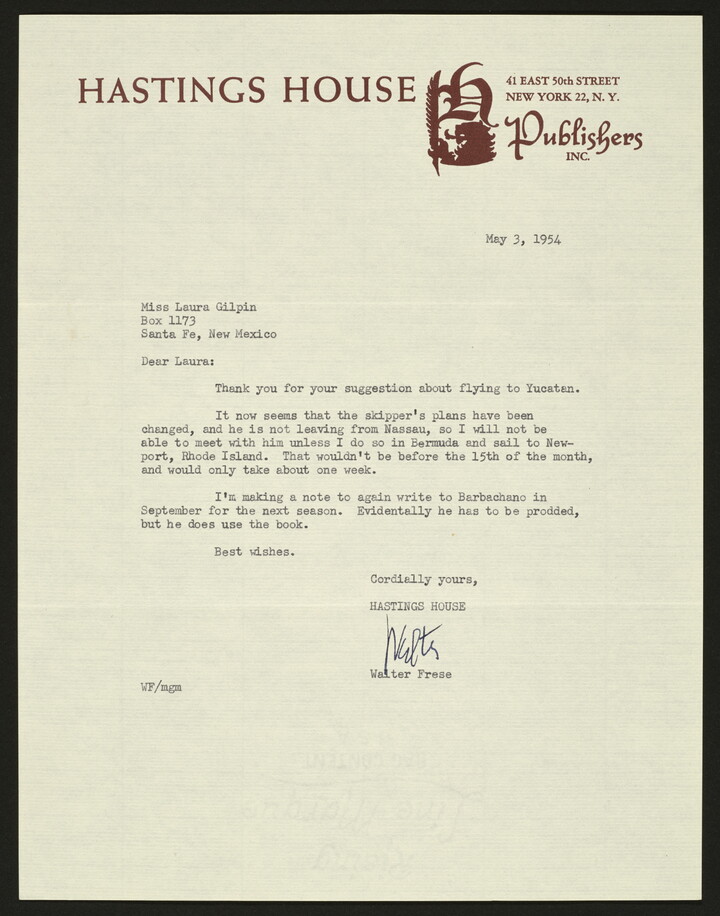 HASTINGS HOUSE
41 EAST 50th STREET
NEW YORK 22, N. Y.
Publishers
INC.
May 3, 1954
Miss Laura Gilpin
Box 1173
Santa Fe, New Mexico
Dear Laura:
Thank you for your suggestion about flying to Yucatan.
It now seems that the skipper's plans have been
changed, and he is not leaving from Nassau, so I will not be
able to meet with him unless I do so in Bermuda and sail to New-
port, Rhode Island.  That wouldn't be before the 15th of the month,
and would only take about one week.
I'm making a note to again write to Barbachano in
September for the next season.  Evidentally he has to be prodded,
but he does use the book.
Best wishes.
Cordially yours,
HASTINGS HOUSE
Walter
Walter Frese
WF/mgm